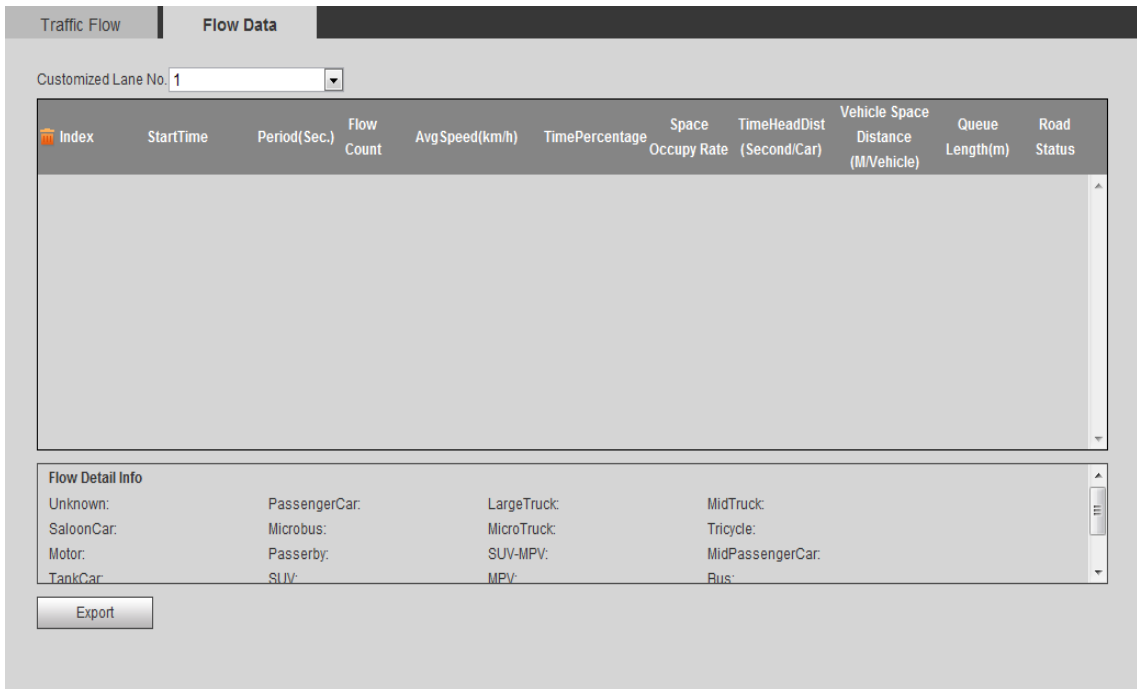 Traffic Flow Flow Data
Customized Lane No. 1
Index StartTime Period(Sec.) Flow Count AvgSpeed(km/h) TimePercentage Space Occupy Rate TimeHeadDist (Second/Car) Vehicle Space Distance (M/Vehicle) Queue Length(m) Road Status
Flow Detail Info
Unknown: PassengerCar: LargeTruck: MidTruck:
SaloonCar: Microbus: MicroTruck: Tricycle:
Motor: Passerby: SUV-MPV: MidPassengerCar:
TankCar: SUV: MPV: Bus:
Export